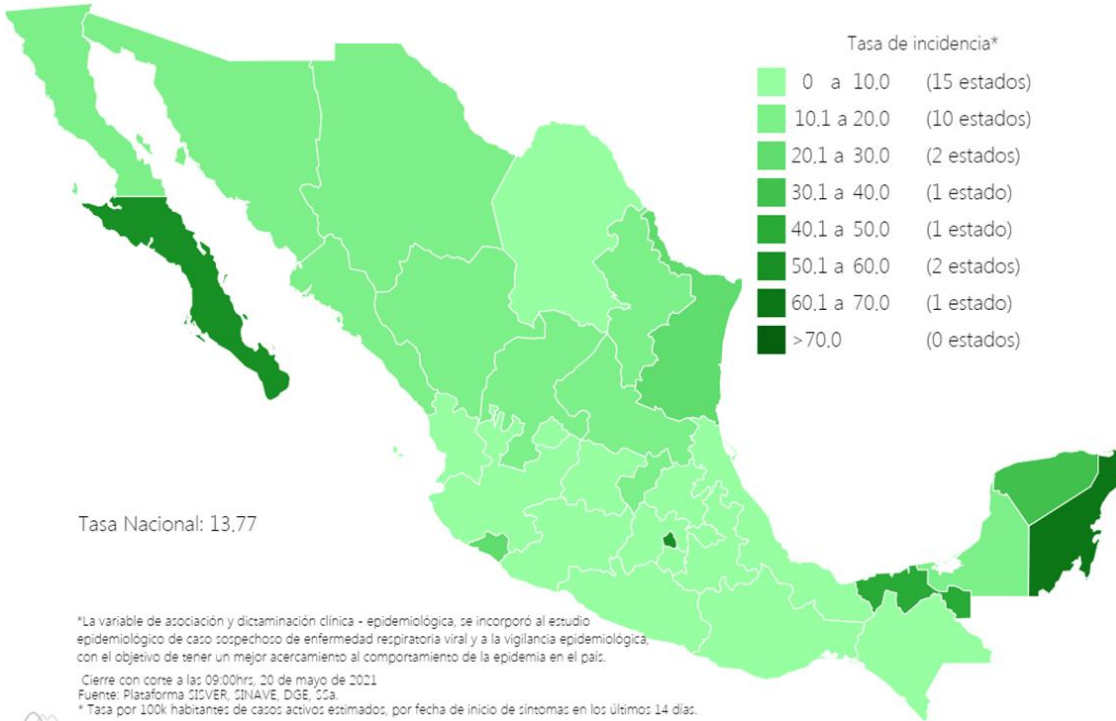 Tasa de incidencia*
0 a 10.0 (15 estados)
10.1 a 20.0 (10 estados)
20.1 a 30.0 (2 estados)
30.1 a 40.0 (1 estado)
40.1 a 50.0 (1 estado)
50.1 a 60.0 (2 estados)
60.1 a 70.0 (1 estado)
>70.0 (0 estados)
Tasa Nacional: 13.77
*La variable de asociación y dictaminación clínica - epidemiológica, se incorporó al estudio
epidemiológico de caso sospechoso de enfermedad respiratoria viral y a la vigilancia epidemiológica,
con el objetivo de tener un mejor acercamiento al comportamiento de la epidemia en el país.
Cierre con corte a las 09:00hrs, 20 de mayo de 2021
Fuente: Plataforma SISVER, SINAVE, DGE, SSa.
* Tasa por 100k habitantes de casos activos estimados, por fecha de inicio de síntomas en los últimos 14 días.